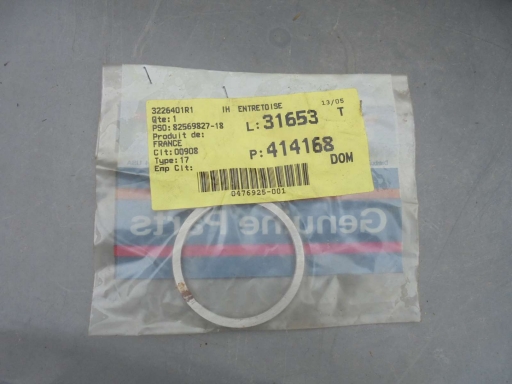 3226401R1 IH ENTRETOISE 13/05
Qte: 1 L: 31653 T
PSO: 82569827-18
Produit de:
FRANCE
Cit: 00908 P: 414168
Type: 17 DOM
Emp Cit:
0476925-001
Genuine Parts